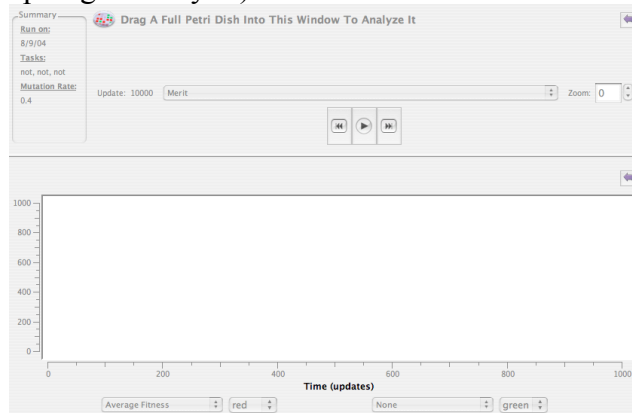 Summary
Drag A Full Petri Dish Into This Window To Analyze It
Run on:
8/9/04
Tasks:
not, not, not
Mutation Rate:
0.4
Update: 10000 Merit Zoom: 0
1000
800
600
400
200
0
0 200 400 600 800 1000
Time (updates)
Average Fitness red None green